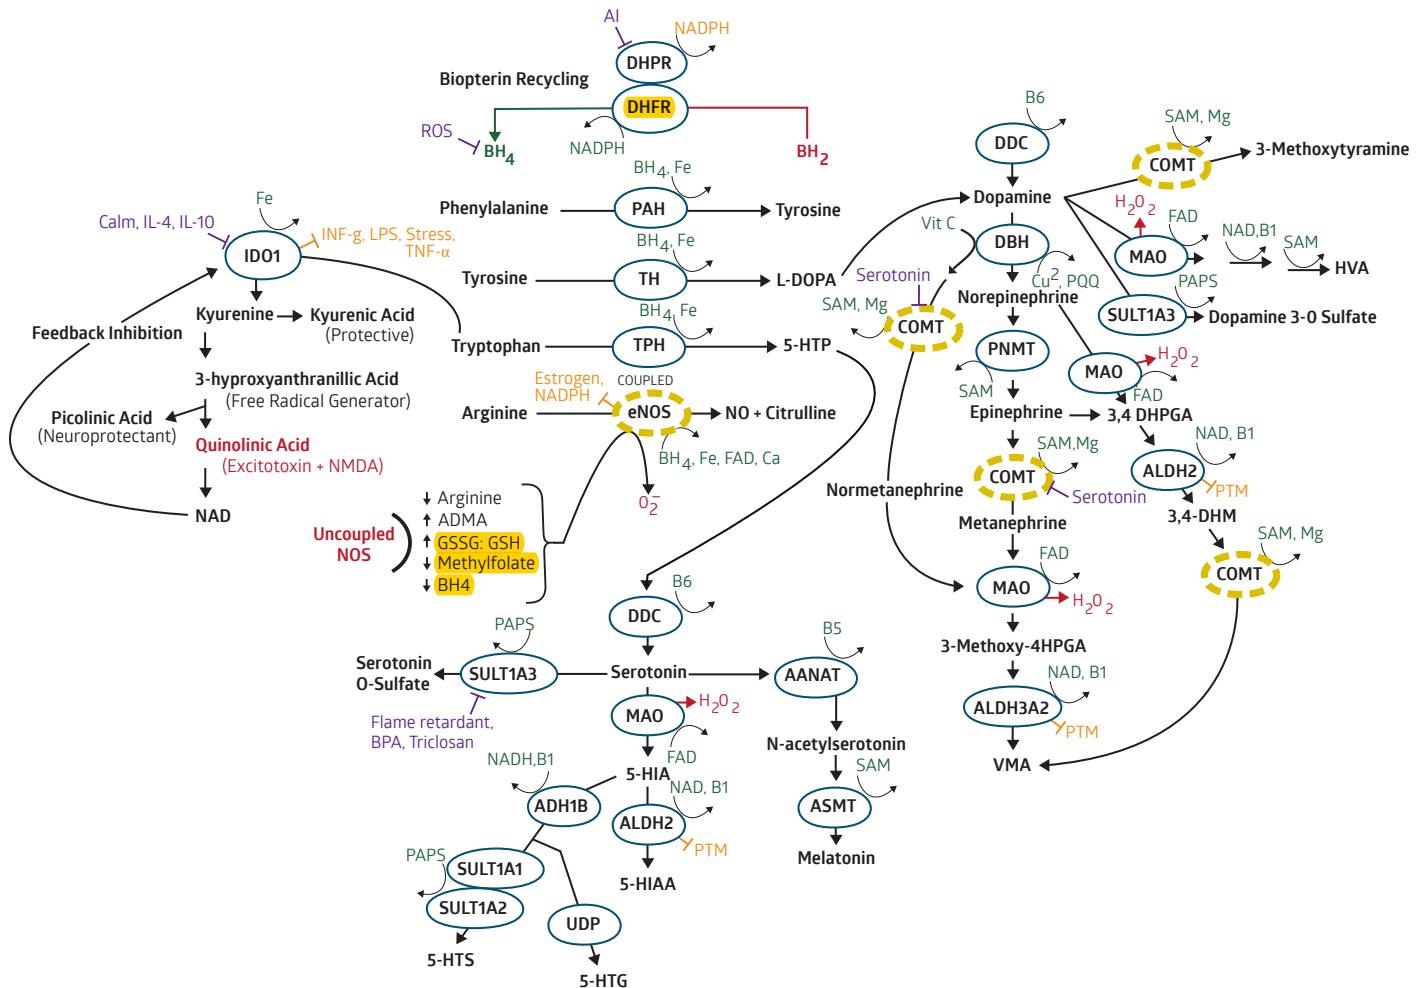 AI
NADPH
DHPR
Biopterin Recycling
DHFR
ROS
BH4
NADPH
BH2
BH4, Fe
Phenylalanine
PAH
Tyrosine
BH4, Fe
Tyrosine
TH
L-DOPA
BH4, Fe
Tryptophan
TPH
5-HTP
COUPLED
Estrogen,
NADPH
Arginine
eNOS
NO + Citrulline
BH4, Fe, FAD, Ca
O2−
Fe
Calm, IL-4, IL-10
INF-g, LPS, Stress,
TNF-α
IDO1
Kyurenine
Kyurenic Acid
(Protective)
Feedback Inhibition
3-hyproxyanthranillic Acid
(Free Radical Generator)
Picolinic Acid
(Neuroprotectant)
Quinolinic Acid
(Excitotoxin + NMDA)
NAD
Uncoupled
NOS
Arginine
ADMA
GSSG: GSH
Methylfolate
BH4
B6
DDC
PAPS
Serotonin
O-Sulfate
SULT1A3
Serotonin
Flame retardant,
BPA, Triclosan
MAO
H2O2
FAD
NADH,B1
5-HIA
NAD, B1
ADH1B
ALDH2
PTM
5-HIAA
PAPS
SULT1A1
SULT1A2
5-HTS
UDP
5-HTG
B5
AANAT
N-acetylserotonin
SAM
ASMT
Melatonin
B6
DDC
Dopamine
SAM, Mg
COMT
3-Methoxytyramine
H2O2
FAD
MAO
NAD,B1
SAM
HVA
PAPS
SULT1A3
Dopamine 3-O Sulfate
Vit C
DBH
Cu2, PQQ
Serotonin
SAM, Mg
COMT
Norepinephrine
PNMT
SAM
MAO
H2O2
FAD
Epinephrine
3,4 DHPGA
SAM,Mg
COMT
Serotonin
NAD, B1
ALDH2
PTM
3,4-DHM
SAM, Mg
COMT
Normetanephrine
Metanephrine
FAD
MAO
H2O2
3-Methoxy-4HPGA
NAD, B1
ALDH3A2
PTM
VMA